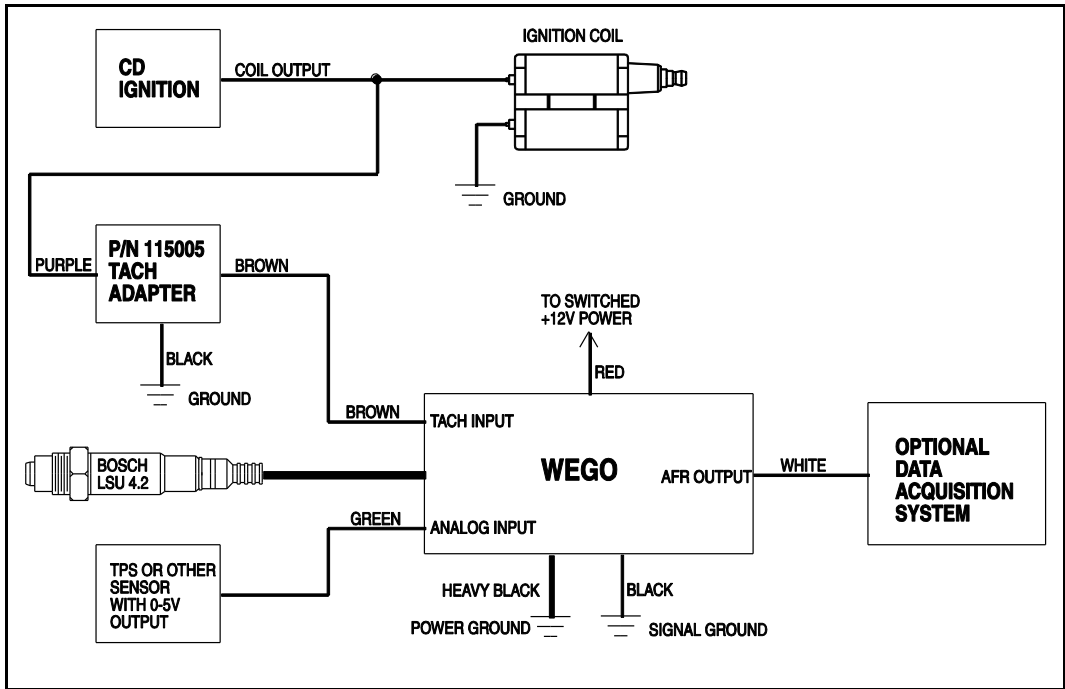 IGNITION COIL
CD
IGNITION
COIL OUTPUT
GROUND
P/N 115005
TACH
ADAPTER
PURPLE
BROWN
BLACK
GROUND
TO SWITCHED
+12V POWER
RED
BROWN
TACH INPUT
BOSCH
LSU 4.2
WEGO
AFR OUTPUT
WHITE
OPTIONAL
DATA
ACQUISITION
SYSTEM
GREEN
ANALOG INPUT
TPS OR OTHER
SENSOR
WITH 0-5V
OUTPUT
HEAVY BLACK
BLACK
POWER GROUND
SIGNAL GROUND